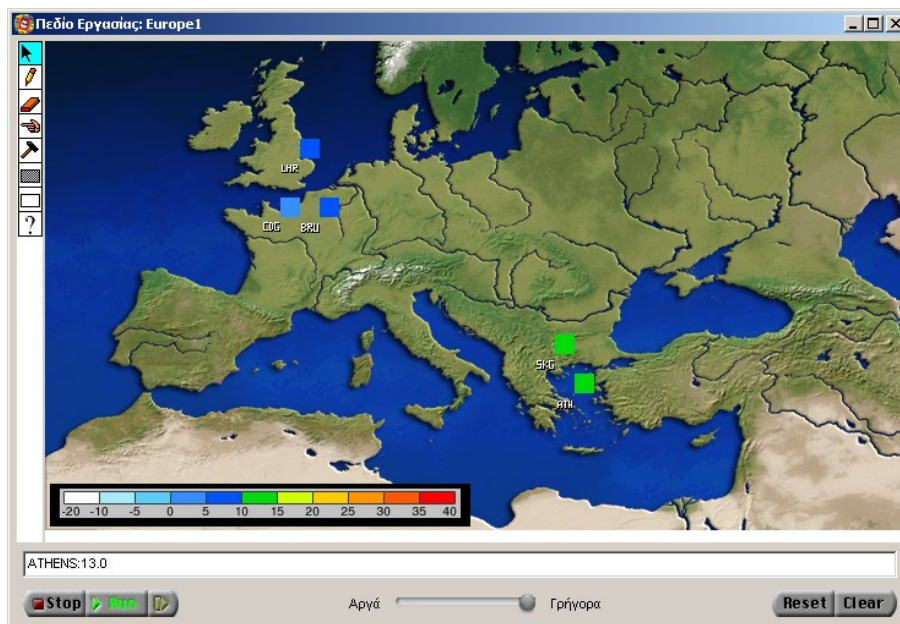 Πεδίο Εργασίας: Europe1
LHR
CDG BRU
SKG
ATH
-20 -10 -5 0 5 10 15 20 25 30 35 40
ATHENS:13.0
Stop Run Αργά Γρήγορα Reset Clear